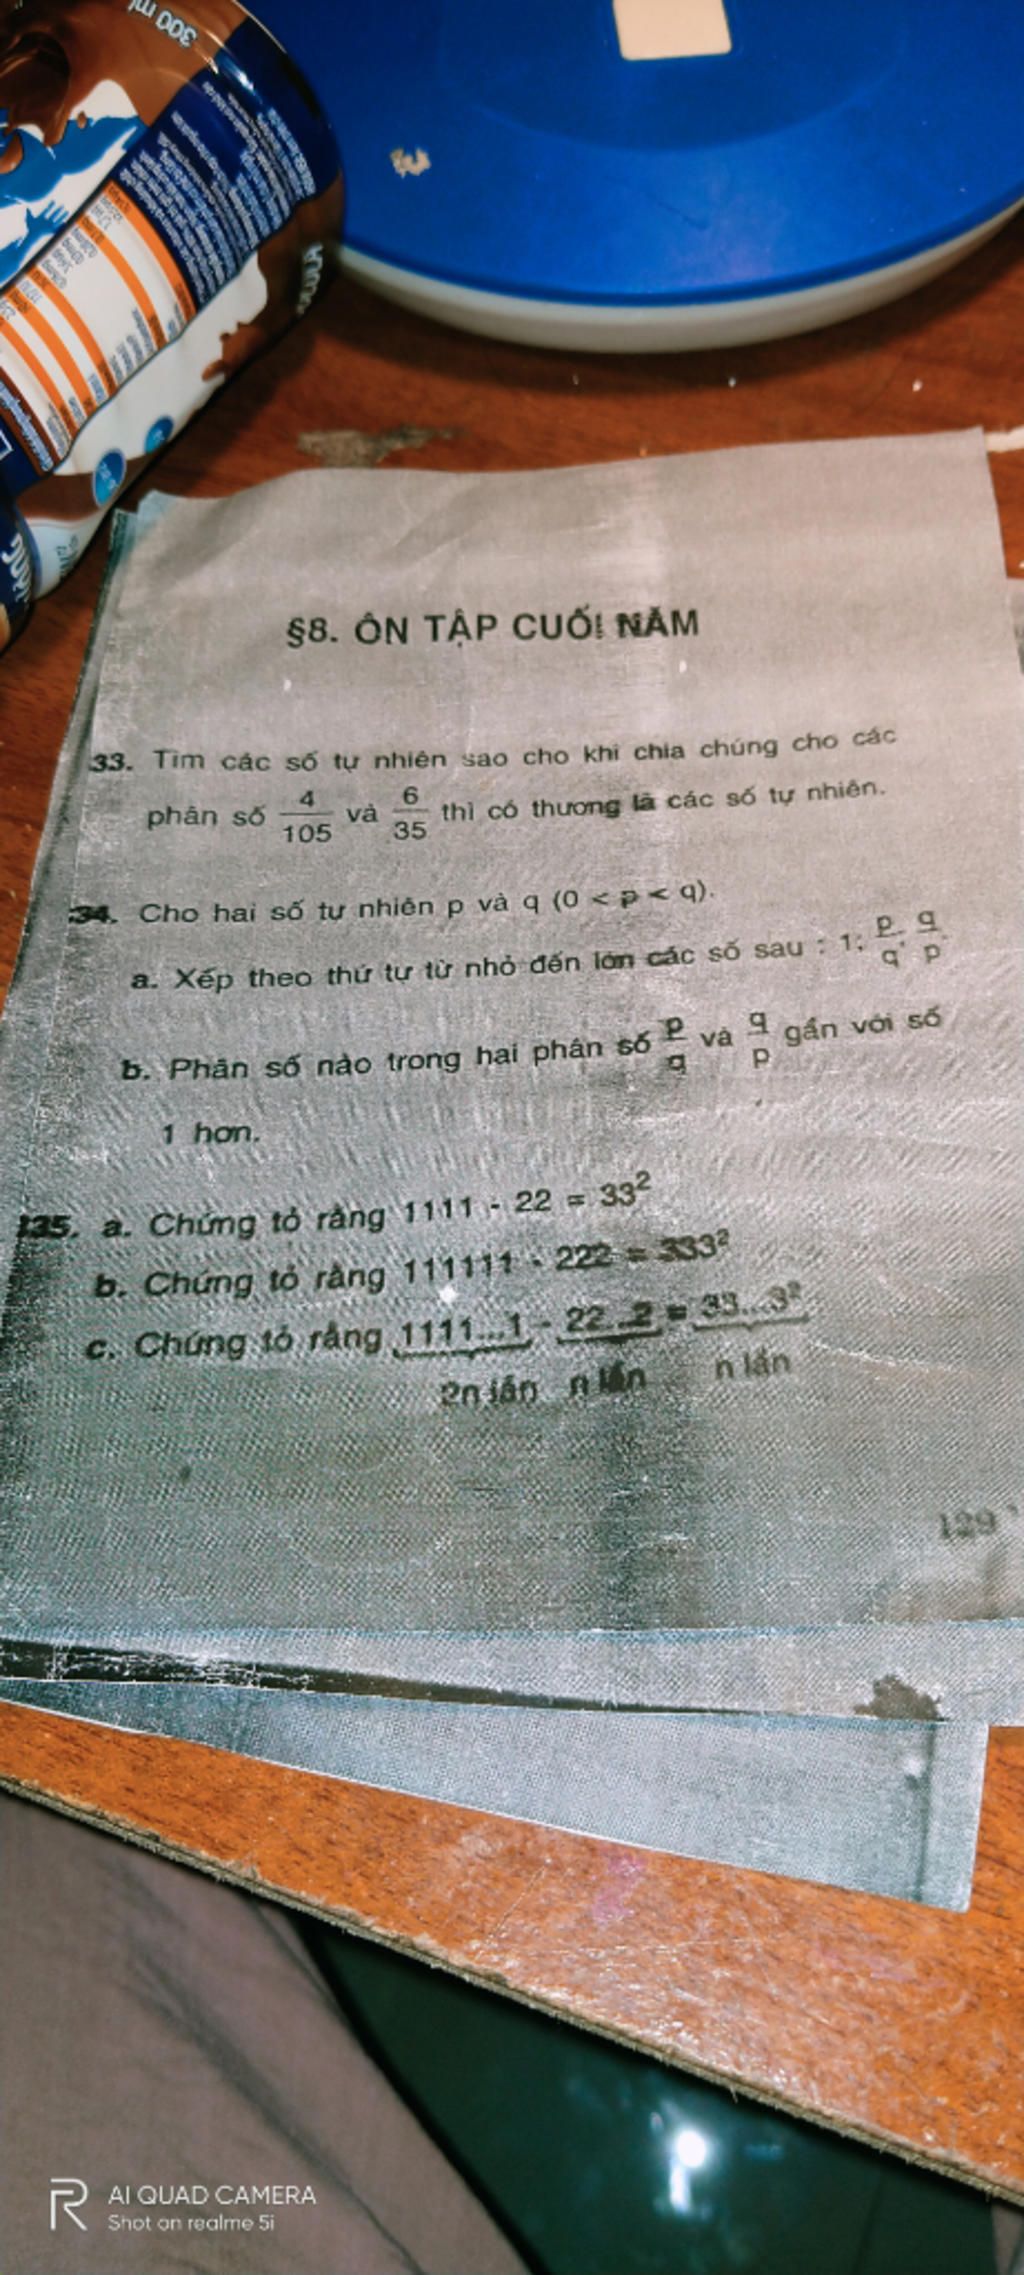 300 ml
§8. ÔN TẬP CUỐI NĂM
33. Tìm các số tự nhiên sao cho khi chia chúng cho các
phân số 4/105 và 6/35 thì có thương là các số tự nhiên.
34. Cho hai số tự nhiên p và q (0 < p < q).
a. Xếp theo thứ tự từ nhỏ đến lớn các số sau : 1; p/q; q/p.
b. Phân số nào trong hai phân số p/q và q/p gần với số
1 hơn.
135. a. Chứng tỏ rằng 1111 - 22 = 33²
b. Chứng tỏ rằng 111111 - 222 = 333²
c. Chứng tỏ rằng 1111...1 - 22...2 = 33...3²
2n lần n lần n lần
129
AI QUAD CAMERA
Shot on realme 5i